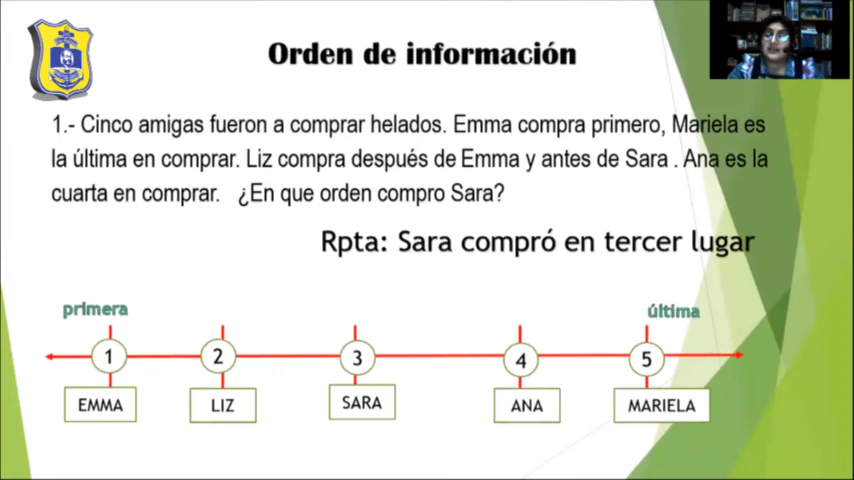 Orden de información
1.- Cinco amigas fueron a comprar helados. Emma compra primero, Mariela es
la última en comprar. Liz compra después de Emma y antes de Sara . Ana es la
cuarta en comprar. ¿En que orden compro Sara?
Rpta: Sara compró en tercer lugar
primera última
1 2 3 4 5
EMMA LIZ SARA ANA MARIELA